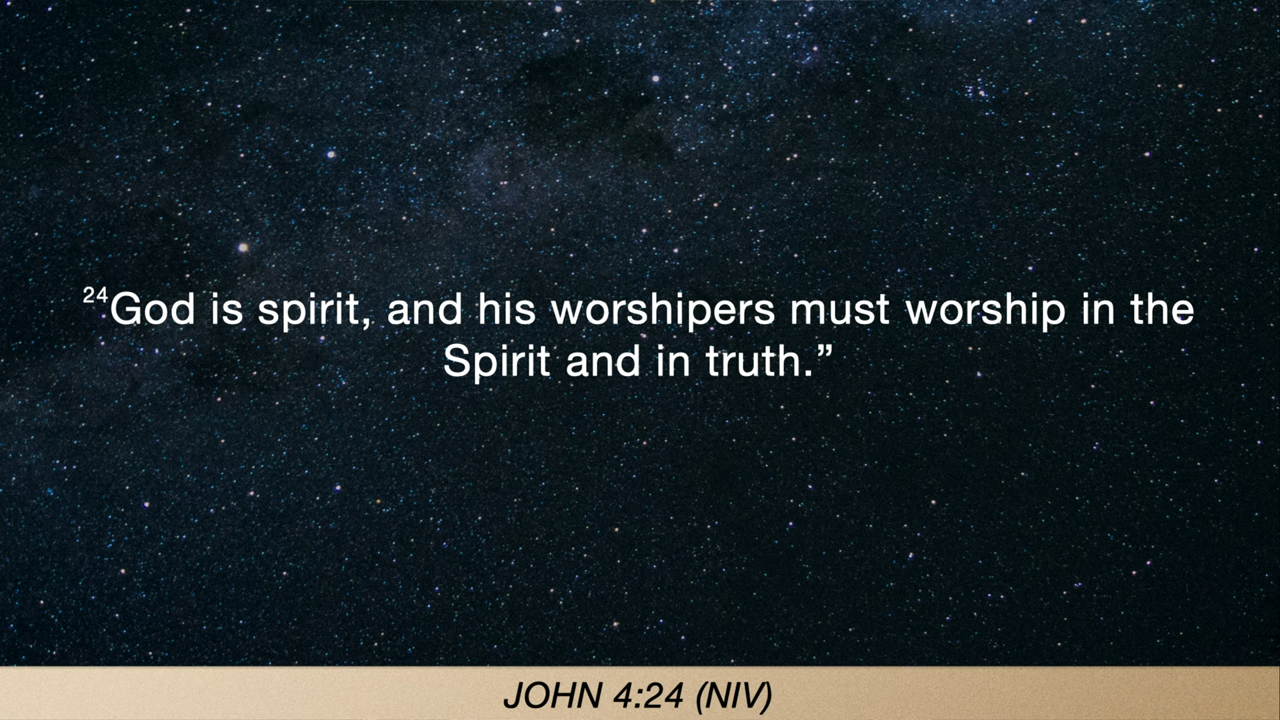 ²⁴God is spirit, and his worshipers must worship in the
Spirit and in truth.”
JOHN 4:24 (NIV)